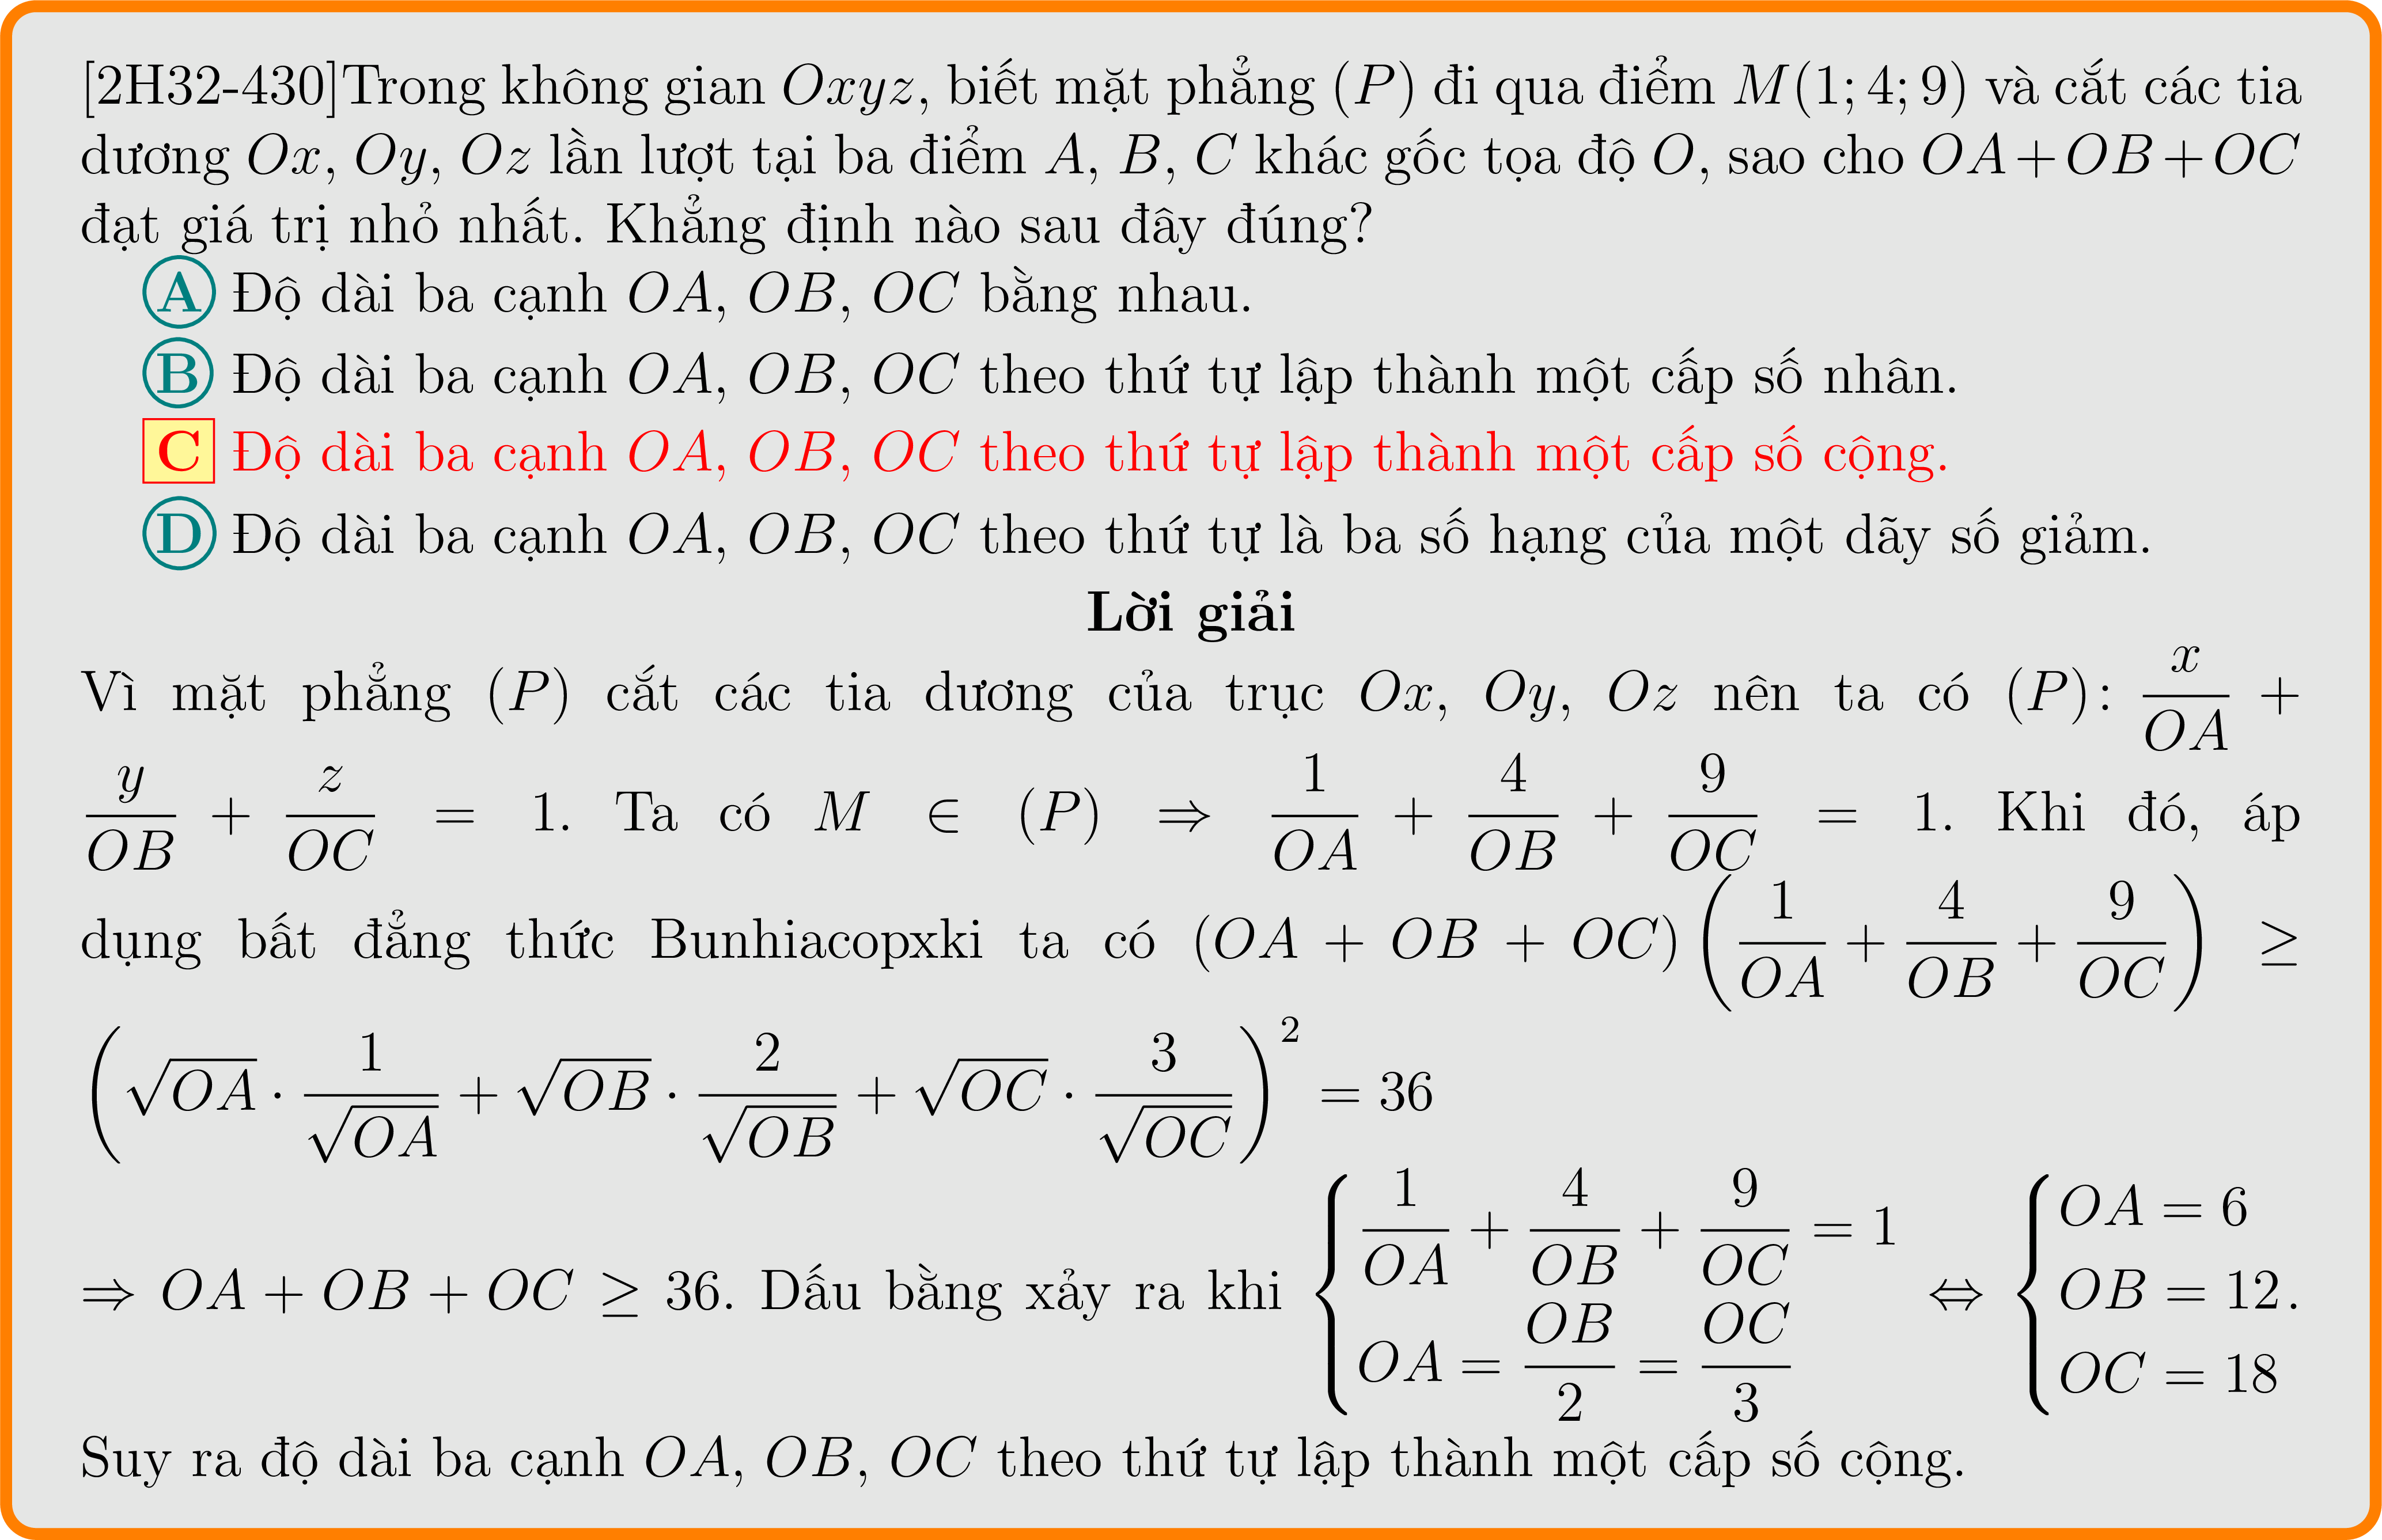 [2H32-430]Trong không gian Oxyz, biết mặt phẳng (P) đi qua điểm M(1; 4; 9) và cắt các tia
dương Ox, Oy, Oz lần lượt tại ba điểm A, B, C khác gốc tọa độ O, sao cho OA + OB + OC
đạt giá trị nhỏ nhất. Khẳng định nào sau đây đúng?
A Độ dài ba cạnh OA, OB, OC bằng nhau.
B Độ dài ba cạnh OA, OB, OC theo thứ tự lập thành một cấp số nhân.
C Độ dài ba cạnh OA, OB, OC theo thứ tự lập thành một cấp số cộng.
D Độ dài ba cạnh OA, OB, OC theo thứ tự là ba số hạng của một dãy số giảm.
Lời giải
Vì mặt phẳng (P) cắt các tia dương của trục Ox, Oy, Oz nên ta có (P): \frac{x}{OA} +
\frac{y}{OB} + \frac{z}{OC} = 1. Ta có M ∈ (P) ⇒ \frac{1}{OA} + \frac{4}{OB} + \frac{9}{OC} = 1. Khi đó, áp
dụng bất đẳng thức Bunhiacopxki ta có (OA + OB + OC) \left( \frac{1}{OA} + \frac{4}{OB} + \frac{9}{OC} \right) ≥
\left( \sqrt{OA} · \frac{1}{\sqrt{OA}} + \sqrt{OB} · \frac{2}{\sqrt{OB}} + \sqrt{OC} · \frac{3}{\sqrt{OC}} \right)^2 = 36
⇒ OA + OB + OC ≥ 36. Dấu bằng xảy ra khi \begin{cases} \frac{1}{OA} + \frac{4}{OB} + \frac{9}{OC} = 1 \\ OA = \frac{OB}{2} = \frac{OC}{3} \end{cases} ⇔ \begin{cases} OA = 6 \\ OB = 12 \\ OC = 18 \end{cases}.
Suy ra độ dài ba cạnh OA, OB, OC theo thứ tự lập thành một cấp số cộng.